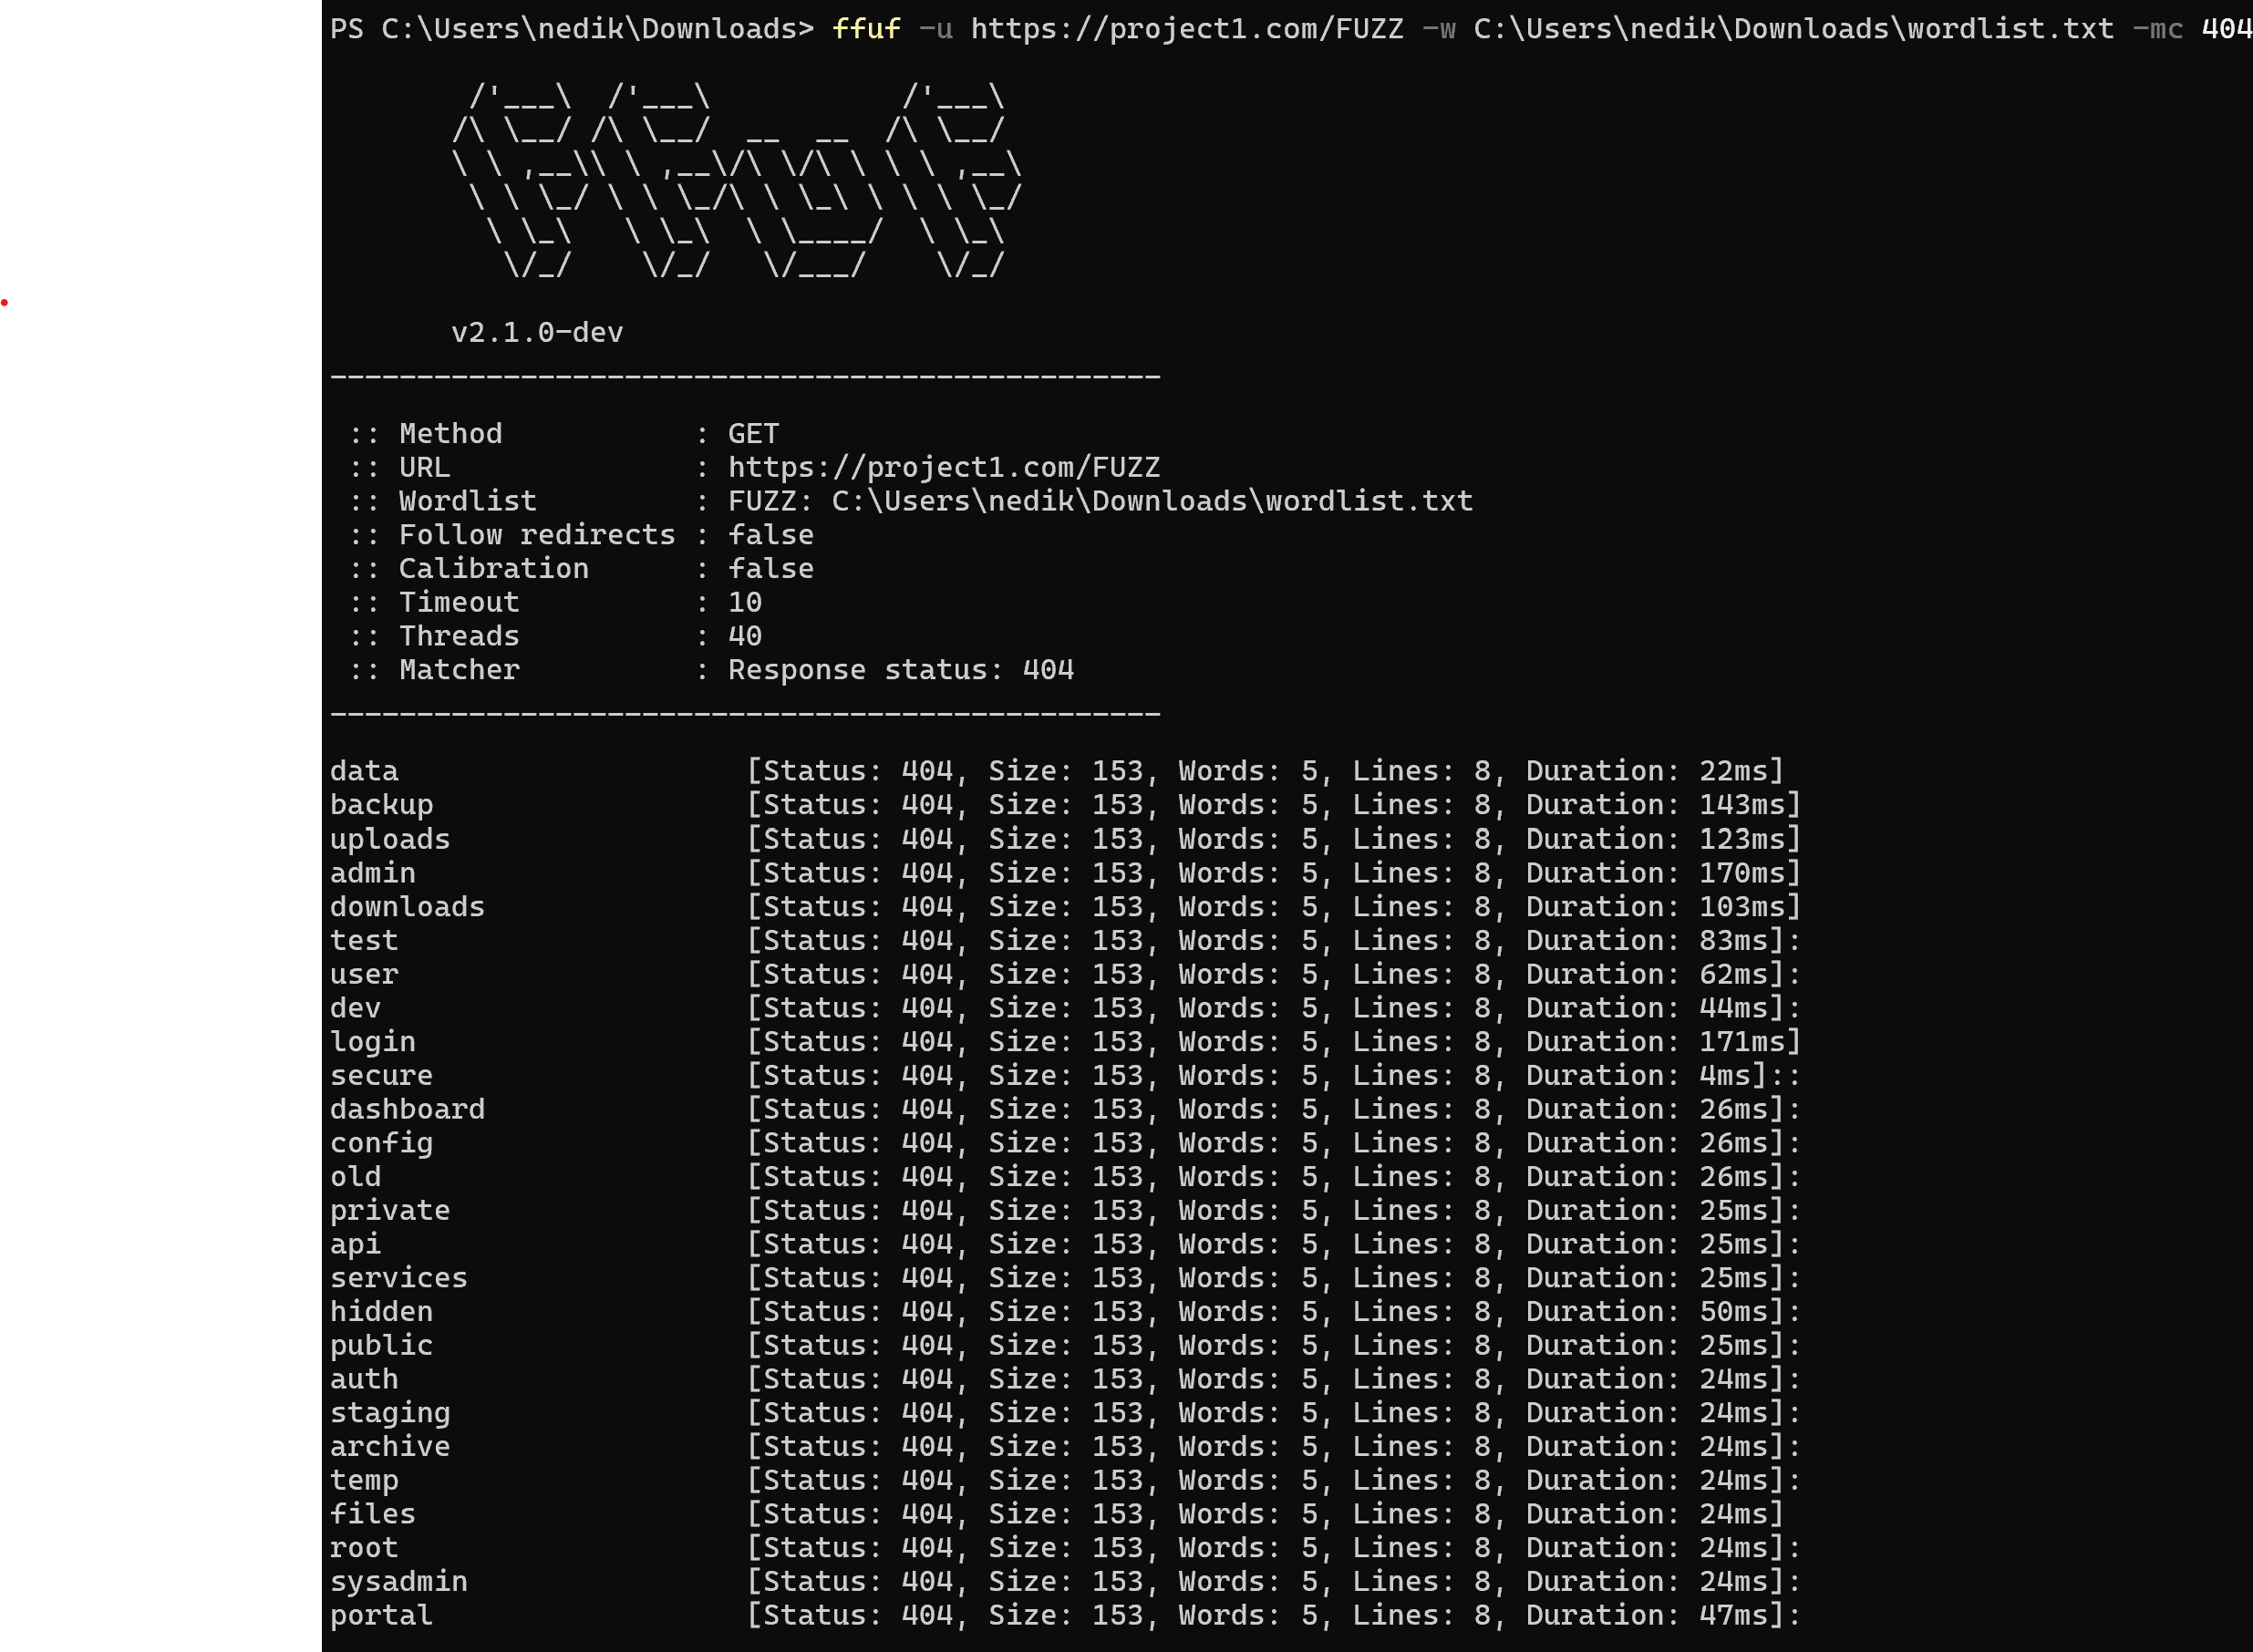 PS C:\Users\nedik\Downloads> ffuf -u https://project1.com/FUZZ -w C:\Users\nedik\Downloads\wordlist.txt -mc 404
        /'___\  /'___\           /'___\
       /\ \__/ /\ \__/  __  __  /\ \__/
       \ \ ,__\\ \ ,__\/\ \/\ \ \ \ ,__\
        \ \ \_/ \ \ \_/\ \ \_\ \ \ \ \_/
         \ \_\   \ \_\  \ \____/  \ \_\
          \/_/    \/_/   \/___/    \/_/
v2.1.0-dev
________________________________________________
:: Method           : GET
:: URL              : https://project1.com/FUZZ
:: Wordlist         : FUZZ: C:\Users\nedik\Downloads\wordlist.txt
:: Follow redirects : false
:: Calibration      : false
:: Timeout          : 10
:: Threads          : 40
:: Matcher          : Response status: 404
________________________________________________
data                    [Status: 404, Size: 153, Words: 5, Lines: 8, Duration: 22ms]
backup                  [Status: 404, Size: 153, Words: 5, Lines: 8, Duration: 143ms]
uploads                 [Status: 404, Size: 153, Words: 5, Lines: 8, Duration: 123ms]
admin                   [Status: 404, Size: 153, Words: 5, Lines: 8, Duration: 170ms]
downloads               [Status: 404, Size: 153, Words: 5, Lines: 8, Duration: 103ms]
test                    [Status: 404, Size: 153, Words: 5, Lines: 8, Duration: 83ms]:
user                    [Status: 404, Size: 153, Words: 5, Lines: 8, Duration: 62ms]:
dev                     [Status: 404, Size: 153, Words: 5, Lines: 8, Duration: 44ms]:
login                   [Status: 404, Size: 153, Words: 5, Lines: 8, Duration: 171ms]
secure                  [Status: 404, Size: 153, Words: 5, Lines: 8, Duration: 4ms]::
dashboard               [Status: 404, Size: 153, Words: 5, Lines: 8, Duration: 26ms]:
config                  [Status: 404, Size: 153, Words: 5, Lines: 8, Duration: 26ms]:
old                     [Status: 404, Size: 153, Words: 5, Lines: 8, Duration: 26ms]:
private                 [Status: 404, Size: 153, Words: 5, Lines: 8, Duration: 25ms]:
api                     [Status: 404, Size: 153, Words: 5, Lines: 8, Duration: 25ms]:
services                [Status: 404, Size: 153, Words: 5, Lines: 8, Duration: 25ms]:
hidden                  [Status: 404, Size: 153, Words: 5, Lines: 8, Duration: 50ms]:
public                  [Status: 404, Size: 153, Words: 5, Lines: 8, Duration: 25ms]:
auth                    [Status: 404, Size: 153, Words: 5, Lines: 8, Duration: 24ms]:
staging                 [Status: 404, Size: 153, Words: 5, Lines: 8, Duration: 24ms]:
archive                 [Status: 404, Size: 153, Words: 5, Lines: 8, Duration: 24ms]:
temp                    [Status: 404, Size: 153, Words: 5, Lines: 8, Duration: 24ms]:
files                   [Status: 404, Size: 153, Words: 5, Lines: 8, Duration: 24ms]
root                    [Status: 404, Size: 153, Words: 5, Lines: 8, Duration: 24ms]:
sysadmin                [Status: 404, Size: 153, Words: 5, Lines: 8, Duration: 24ms]:
portal                  [Status: 404, Size: 153, Words: 5, Lines: 8, Duration: 47ms]: